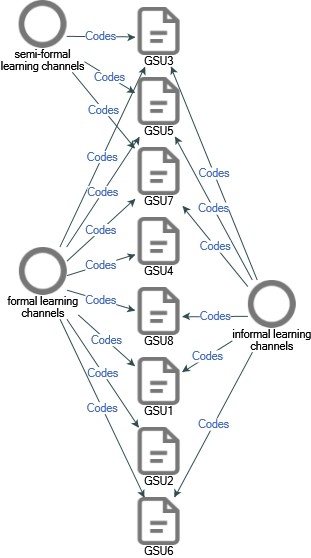 Codes
GSU3
semi-formal
learning channels
Codes
Codes
GSU5
Codes
Codes
GSU7
Codes
Codes
Codes
Codes
Codes
GSU4
formal learning
channels
Codes
Codes
GSU8
informal learning
channels
Codes
Codes
GSU1
Codes
GSU2
Codes
Codes
GSU6